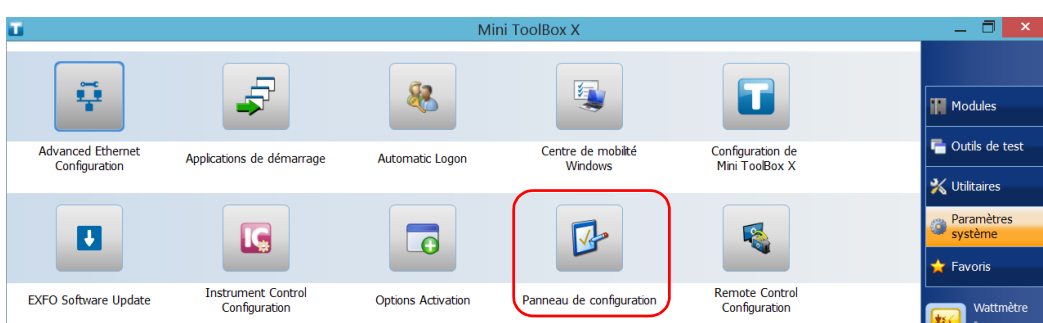 Mini ToolBox X
Advanced Ethernet
Configuration
Applications de démarrage
Automatic Logon
Centre de mobilité
Windows
Configuration de
Mini ToolBox X
EXFO Software Update
Instrument Control
Configuration
Options Activation
Panneau de configuration
Remote Control
Configuration
Modules
Outils de test
Utilitaires
Paramètres
système
Favoris
Wattmètre